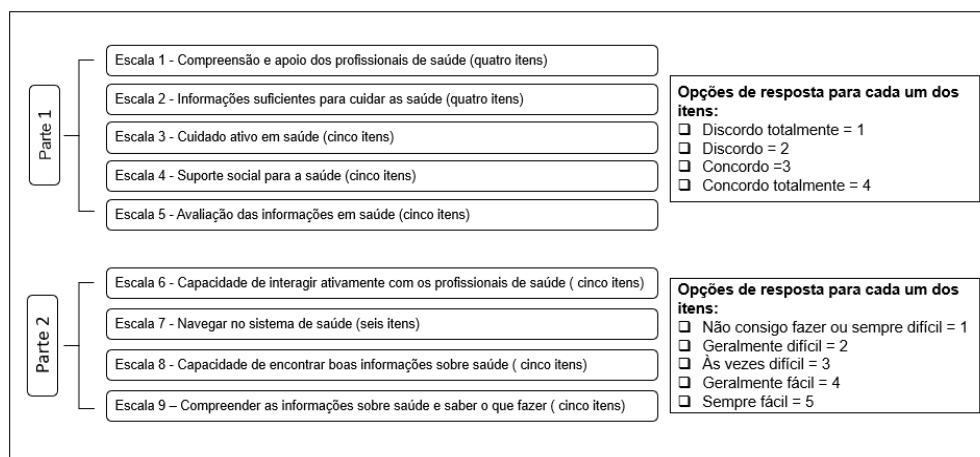 Parte 1
Escala 1 - Compreensão e apoio dos profissionais de saúde (quatro itens)
Escala 2 - Informações suficientes para cuidar as saúde (quatro itens)
Escala 3 - Cuidado ativo em saúde (cinco itens)
Escala 4 - Suporte social para a saúde (cinco itens)
Escala 5 - Avaliação das informações em saúde (cinco itens)
Opções de resposta para cada um dos
itens:
❑ Discordo totalmente = 1
❑ Discordo = 2
❑ Concordo =3
❑ Concordo totalmente = 4
Parte 2
Escala 6 - Capacidade de interagir ativamente com os profissionais de saúde ( cinco itens)
Escala 7 - Navegar no sistema de saúde (seis itens)
Escala 8 - Capacidade de encontrar boas informações sobre saúde ( cinco itens)
Escala 9 – Compreender as informações sobre saúde e saber o que fazer ( cinco itens)
Opções de resposta para cada um dos
itens:
❑ Não consigo fazer ou sempre difícil = 1
❑ Geralmente difícil = 2
❑ Às vezes difícil = 3
❑ Geralmente fácil = 4
❑ Sempre fácil = 5